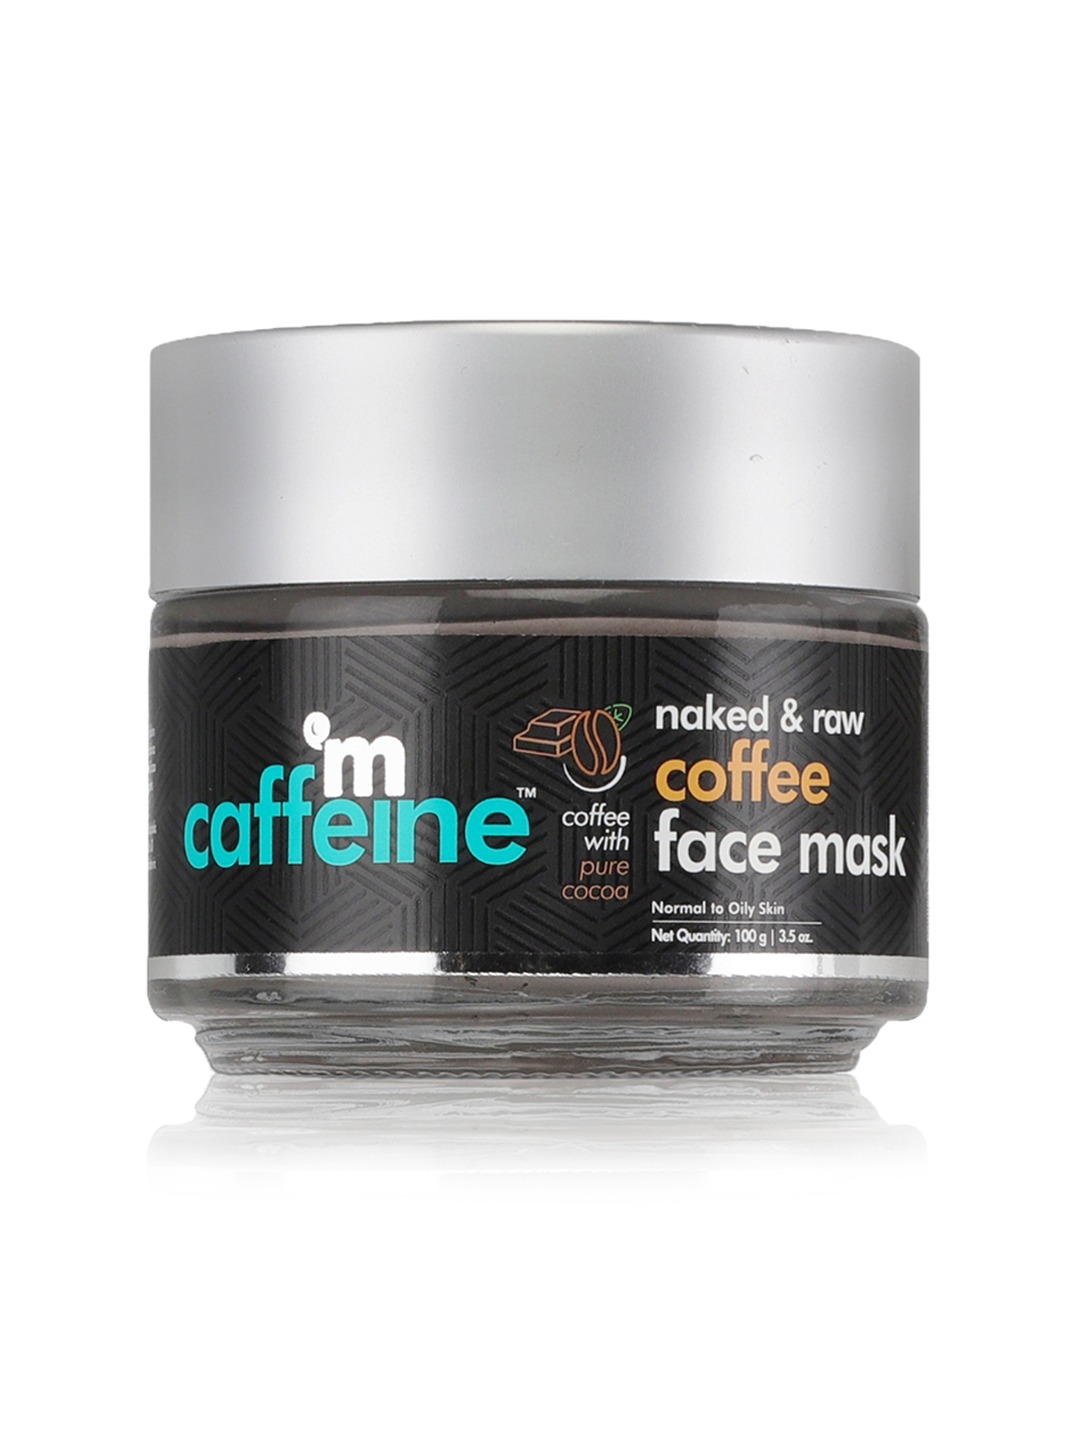 'm
caffeine™
coffee
with
pure
cocoa
naked & raw
coffee
face mask
Normal to Oily Skin
Net Quantity: 100 g | 3.5 oz.